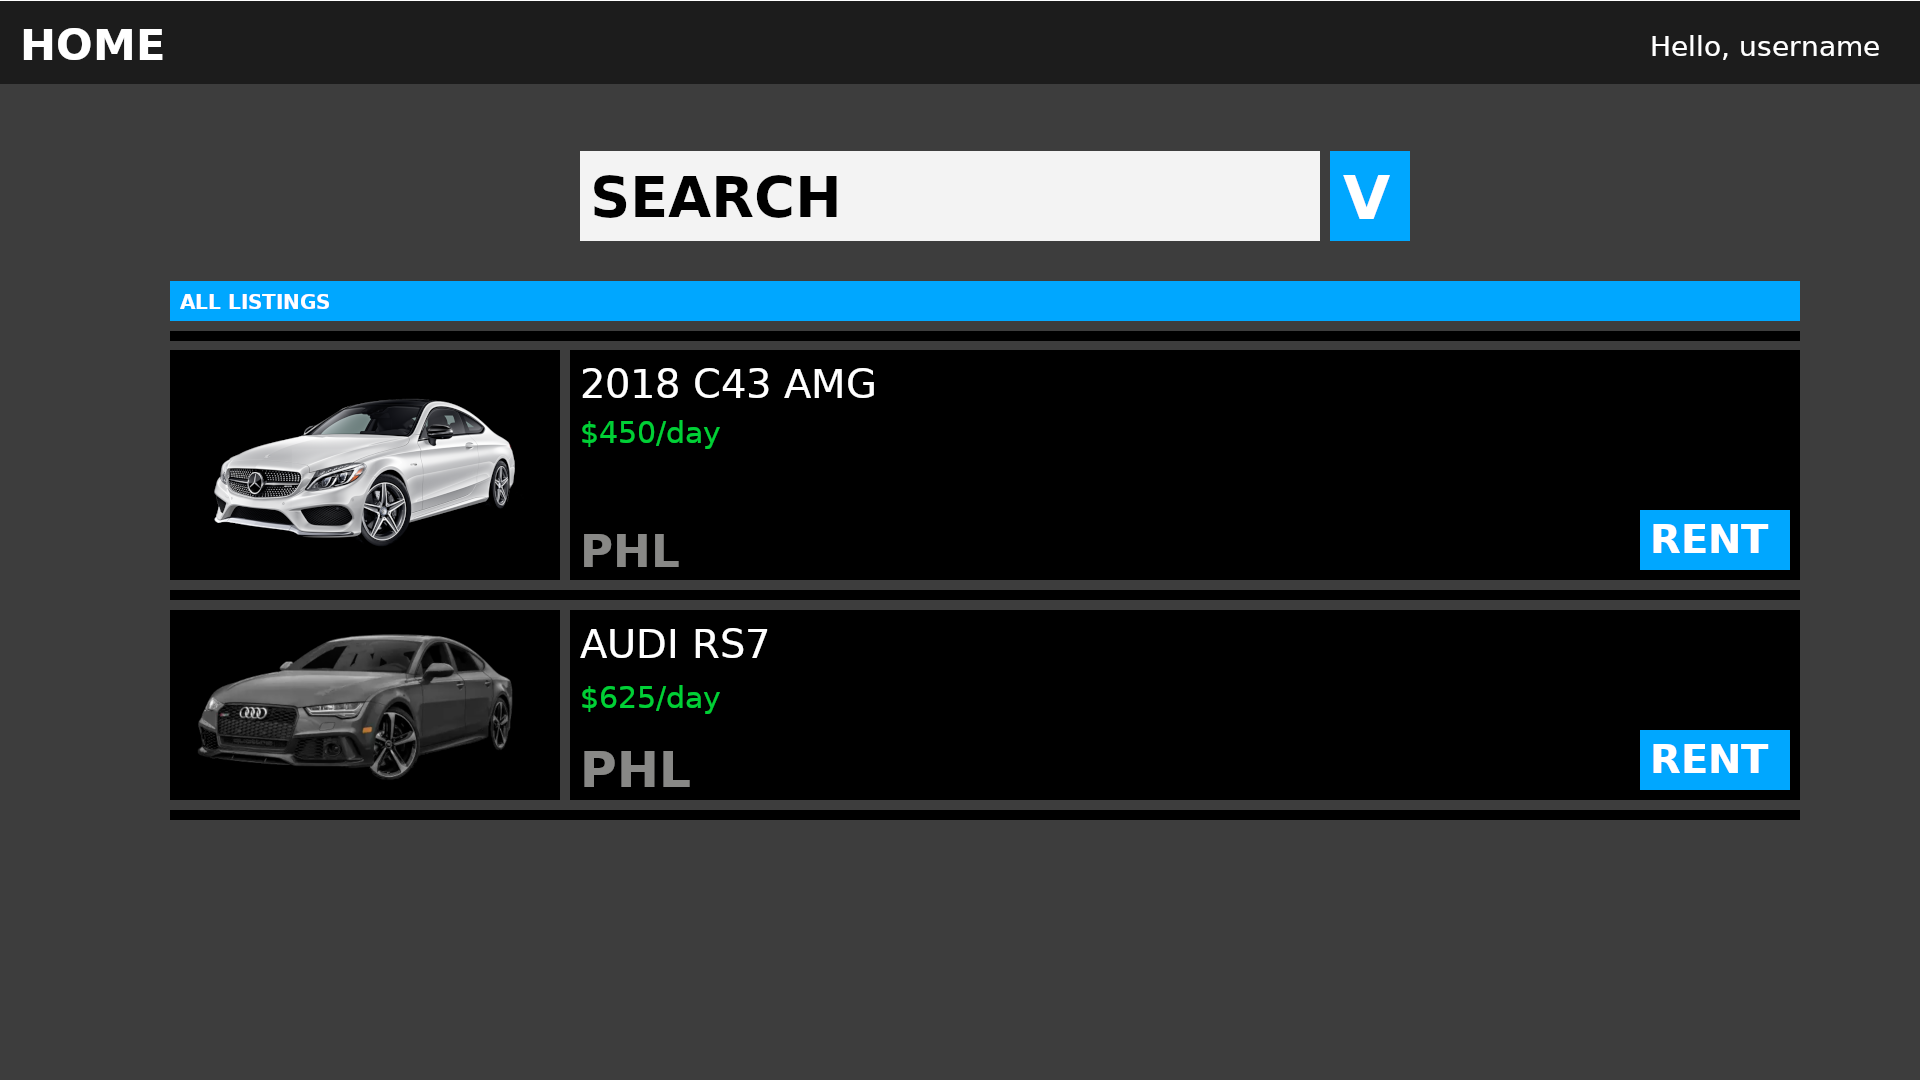 HOME
Hello, username
SEARCH
V
ALL LISTINGS
2018 C43 AMG
$450/day
PHL
RENT
AUDI RS7
$625/day
PHL
RENT